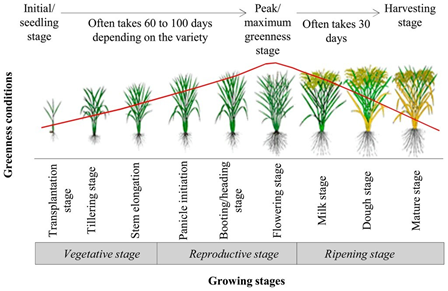 Initial/
seedling
stage
Often takes 60 to 100 days
depending on the variety
Peak/
maximum
greenness
stage
Often takes 30
days
Harvesting
stage
Greenness conditions
Transplantation
stage
Tillering stage
Stem elongation
Panicle initiation
Booting/heading
stage
Flowering stage
Milk stage
Dough stage
Mature stage
Vegetative stage
Reproductive stage
Ripening stage
Growing stages